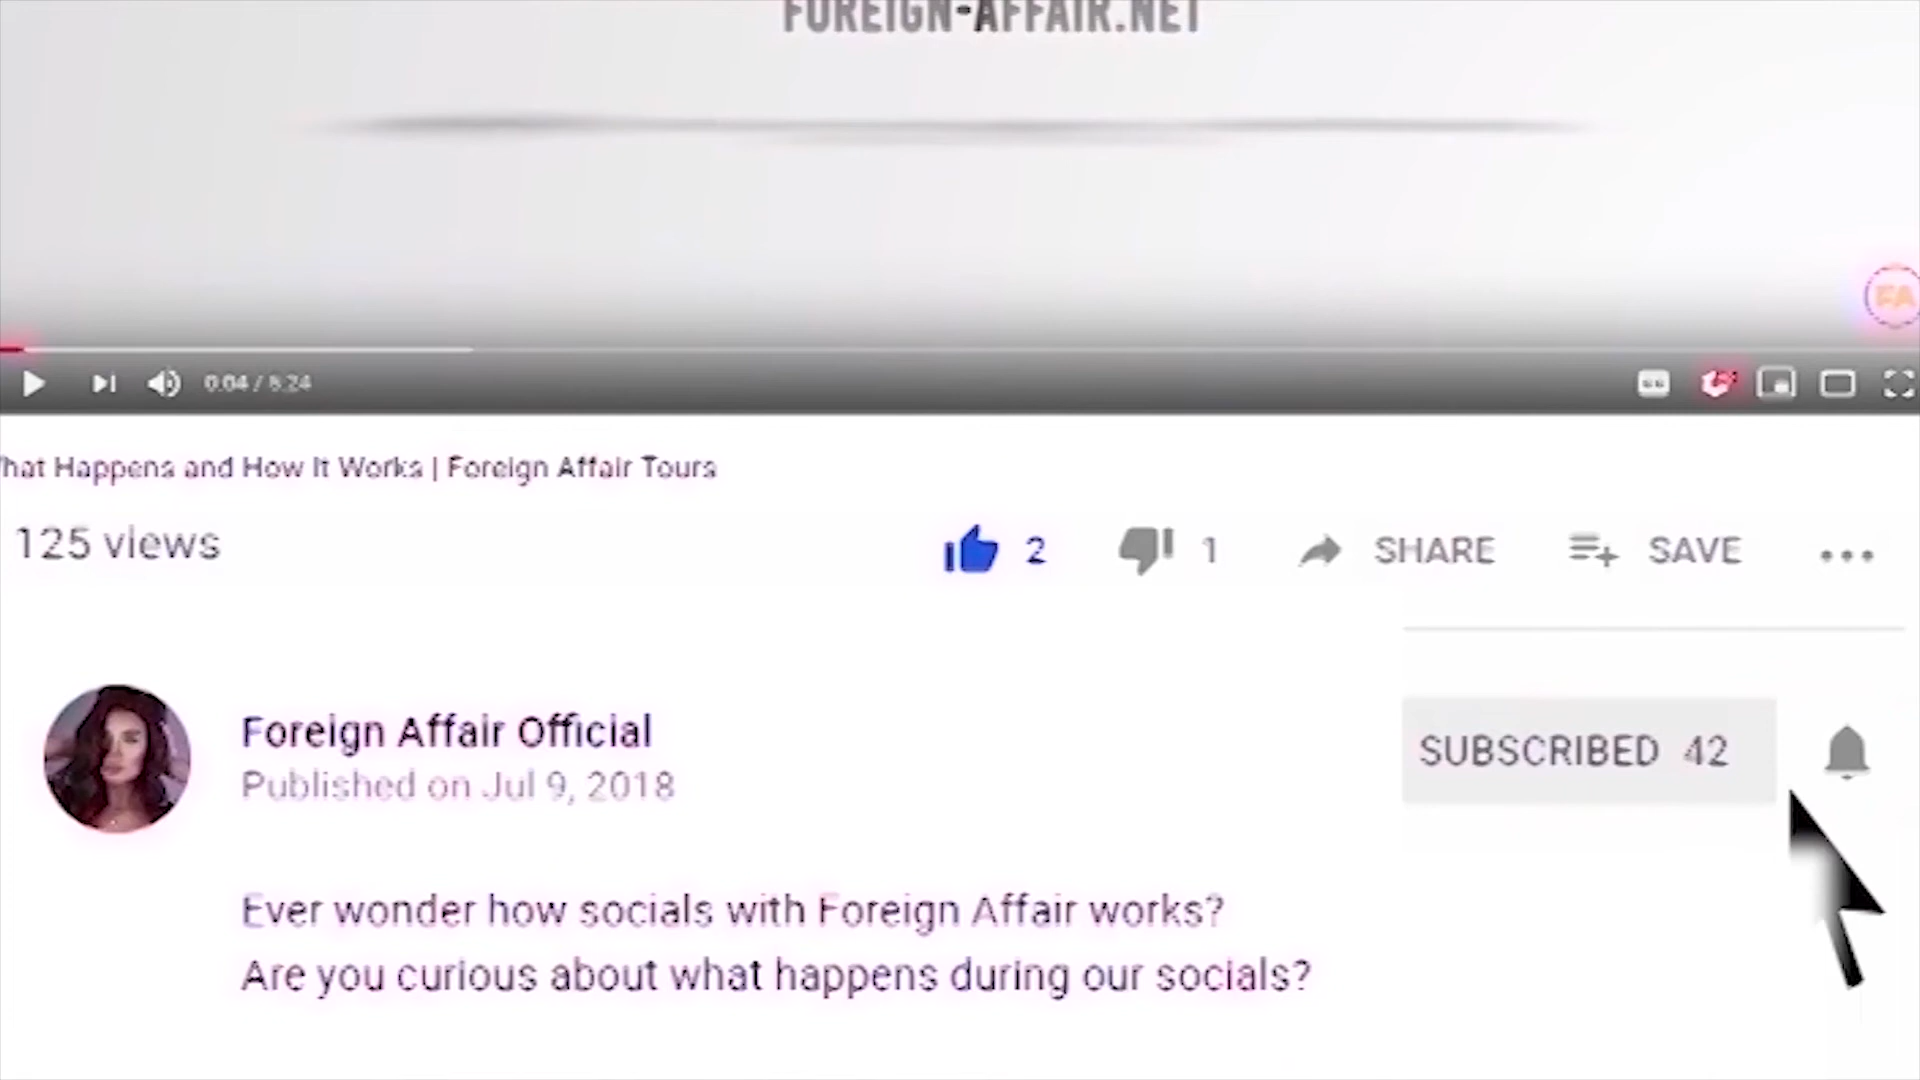 FOREIGN-AFFAIR.NET
FA
0:04 / 8:24
hat Happens and How It Works | Foreign Affair Tours
125 views
2
1
SHARE
SAVE
Foreign Affair Official
Published on Jul 9, 2018
SUBSCRIBED 42
Ever wonder how socials with Foreign Affair works?
Are you curious about what happens during our socials?